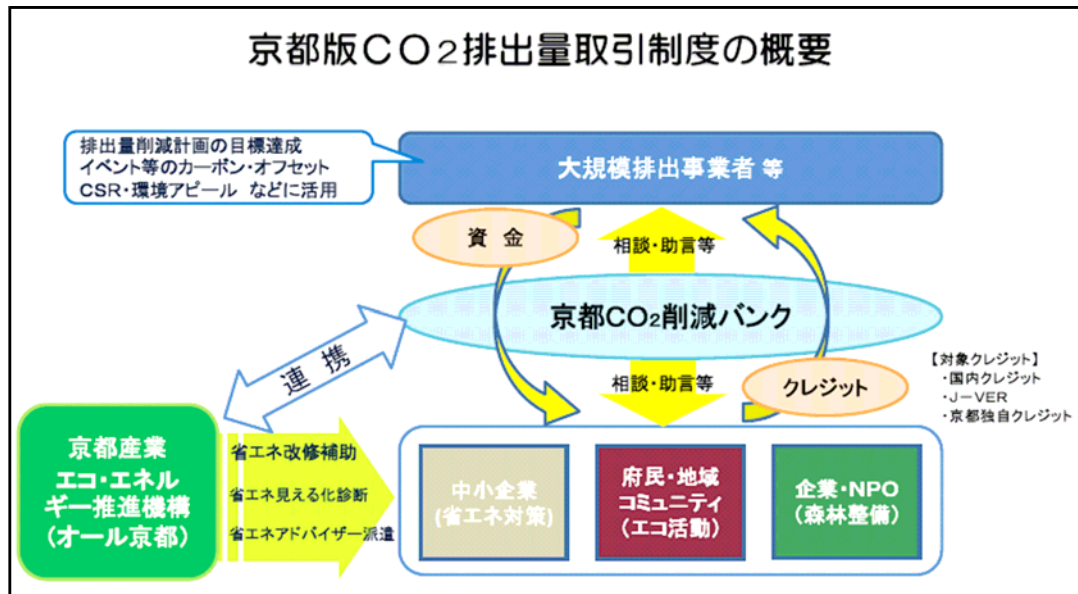 京都版CO2排出量取引制度の概要
排出量削減計画の目標達成
イベント等のカーボン・オフセット
CSR・環境アピール などに活用
大規模排出事業者 等
資 金
相談・助言等
京都CO2削減バンク
連 携
相談・助言等
クレジット
【対象クレジット】
・国内クレジット
・J-VER
・京都独自クレジット
京都産業
エコ・エネル
ギー推進機構
(オール京都)
省エネ改修補助
省エネ見える化診断
省エネアドバイザー派遣
中小企業
(省エネ対策)
府民・地域
コミュニティ
(エコ活動)
企業・NPO
(森林整備)